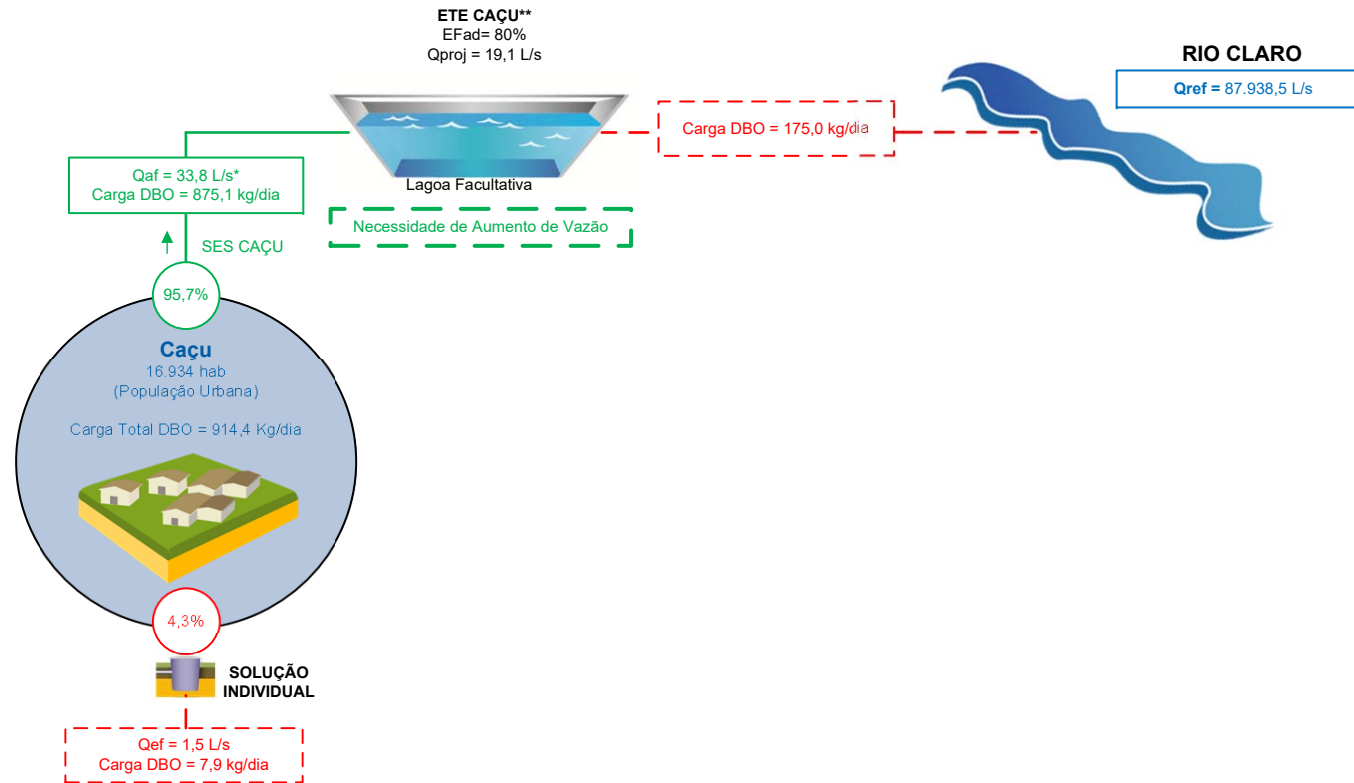 ETE CAÇU**
EFad= 80%
Qproj = 19,1 L/s
RIO CLARO
Qref = 87.938,5 L/s
Carga DBO = 175,0 kg/dia
Lagoa Facultativa
Necessidade de Aumento de Vazão
Qaf = 33,8 L/s*
Carga DBO = 875,1 kg/dia
SES CAÇU
95,7%
Caçu
16.934 hab
(População Urbana)
Carga Total DBO = 914,4 Kg/dia
4,3%
SOLUÇÃO
INDIVIDUAL
Qef = 1,5 L/s
Carga DBO = 7,9 kg/dia